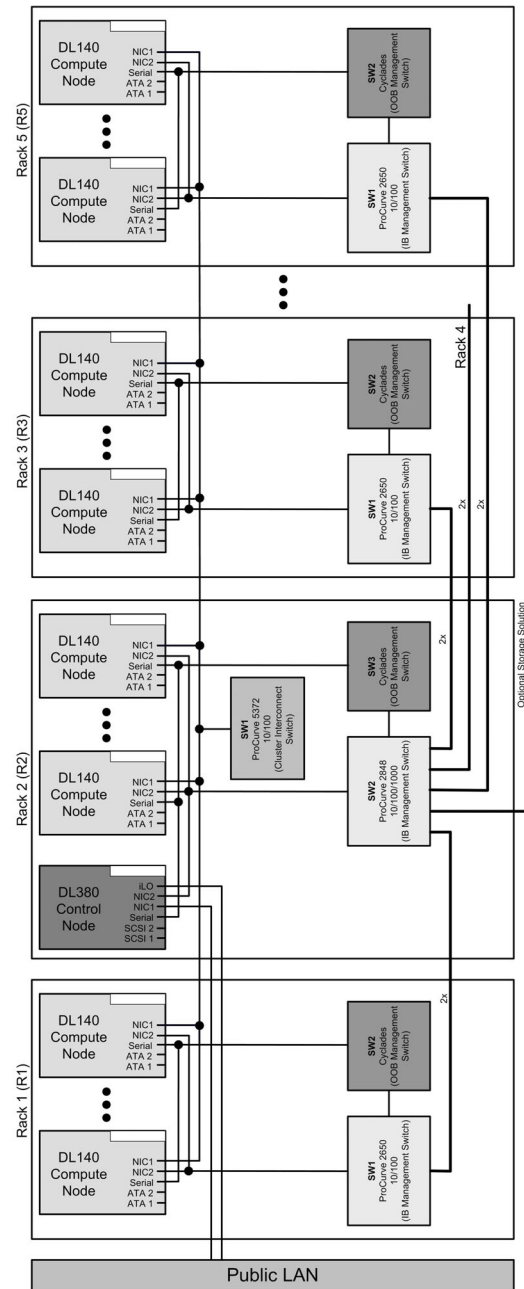 Rack 5 (R5)
DL140
Compute
Node
NIC1
NIC2
Serial
ATA 2
ATA 1
SW2
Cyclades
(OOB Management
Switch)
DL140
Compute
Node
NIC1
NIC2
Serial
ATA 2
ATA 1
SW1
ProCurve 2650
10/100
(IB Management Switch)
Rack 4
Rack 3 (R3)
DL140
Compute
Node
NIC1
NIC2
Serial
ATA 2
ATA 1
SW2
Cyclades
(OOB Management
Switch)
DL140
Compute
Node
NIC1
NIC2
Serial
ATA 2
ATA 1
SW1
ProCurve 2650
10/100
(IB Management Switch)
2x
2x
Rack 2 (R2)
DL140
Compute
Node
NIC1
NIC2
Serial
ATA 2
ATA 1
SW3
Cyclades
(OOB Management
Switch)
2x
Optional Storage Solution
SW1
ProCurve 5372
10/100
(Cluster Interconnect
Switch)
DL140
Compute
Node
NIC1
NIC2
Serial
ATA 2
ATA 1
SW2
ProCurve 2848
10/100/1000
(IB Management Switch)
DL380
Control
Node
iLO
NIC2
NIC1
Serial
SCSI 2
SCSI 1
Rack 1 (R1)
DL140
Compute
Node
NIC1
NIC2
Serial
ATA 2
ATA 1
SW2
Cyclades
(OOB Management
Switch)
2x
DL140
Compute
Node
NIC1
NIC2
Serial
ATA 2
ATA 1
SW1
ProCurve 2650
10/100
(IB Management Switch)
Public LAN